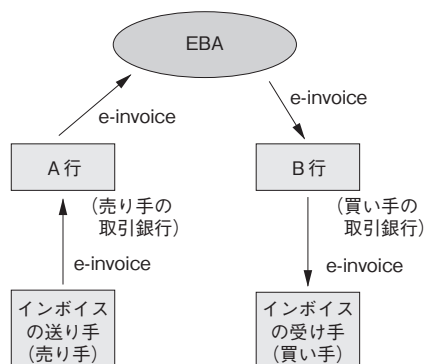 EBA
e-invoice
e-invoice
A行
B行
（売り手の
取引銀行）
（買い手の
取引銀行）
e-invoice
e-invoice
インボイス
の送り手
（売り手）
インボイス
の受け手
（買い手）